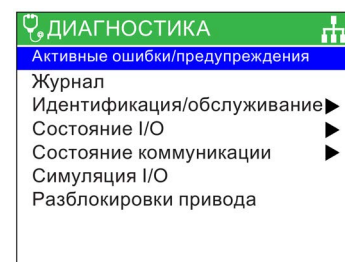 ДИАГНОСТИКА
Активные ошибки/предупреждения
Журнал
Идентификация/обслуживание
Состояние I/O
Состояние коммуникации
Симуляция I/O
Разблокировки привода